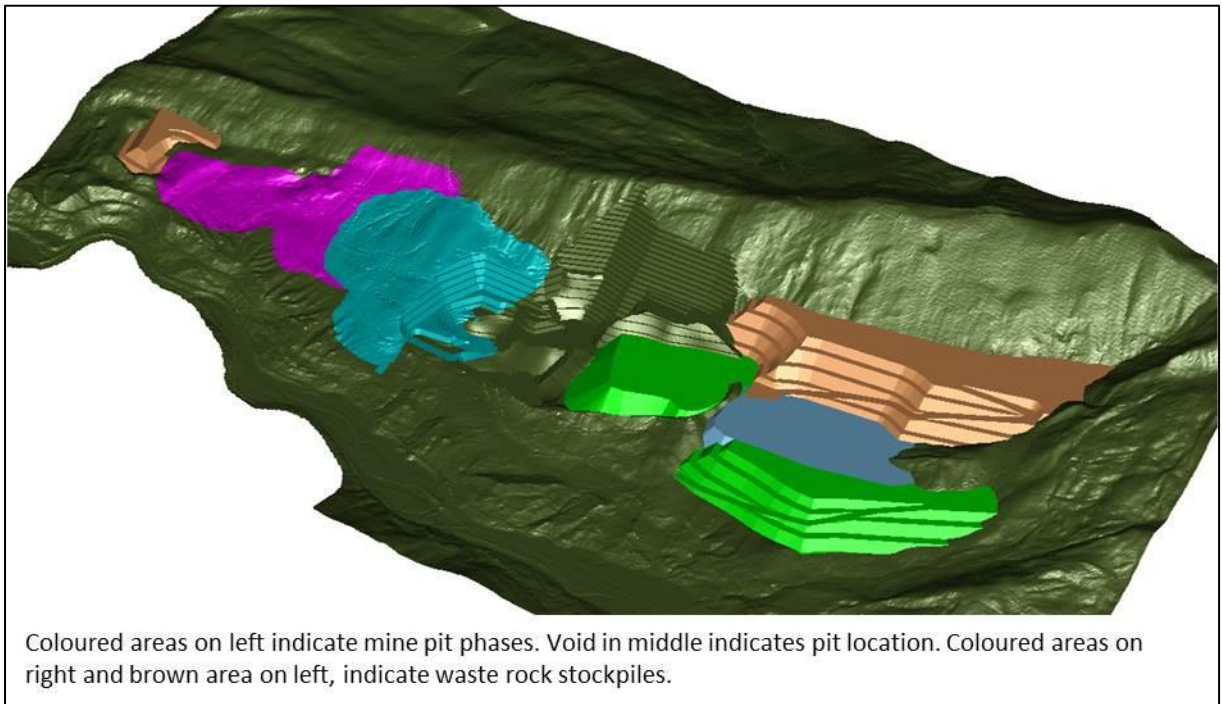 Coloured areas on left indicate mine pit phases. Void in middle indicates pit location. Coloured areas on
right and brown area on left, indicate waste rock stockpiles.